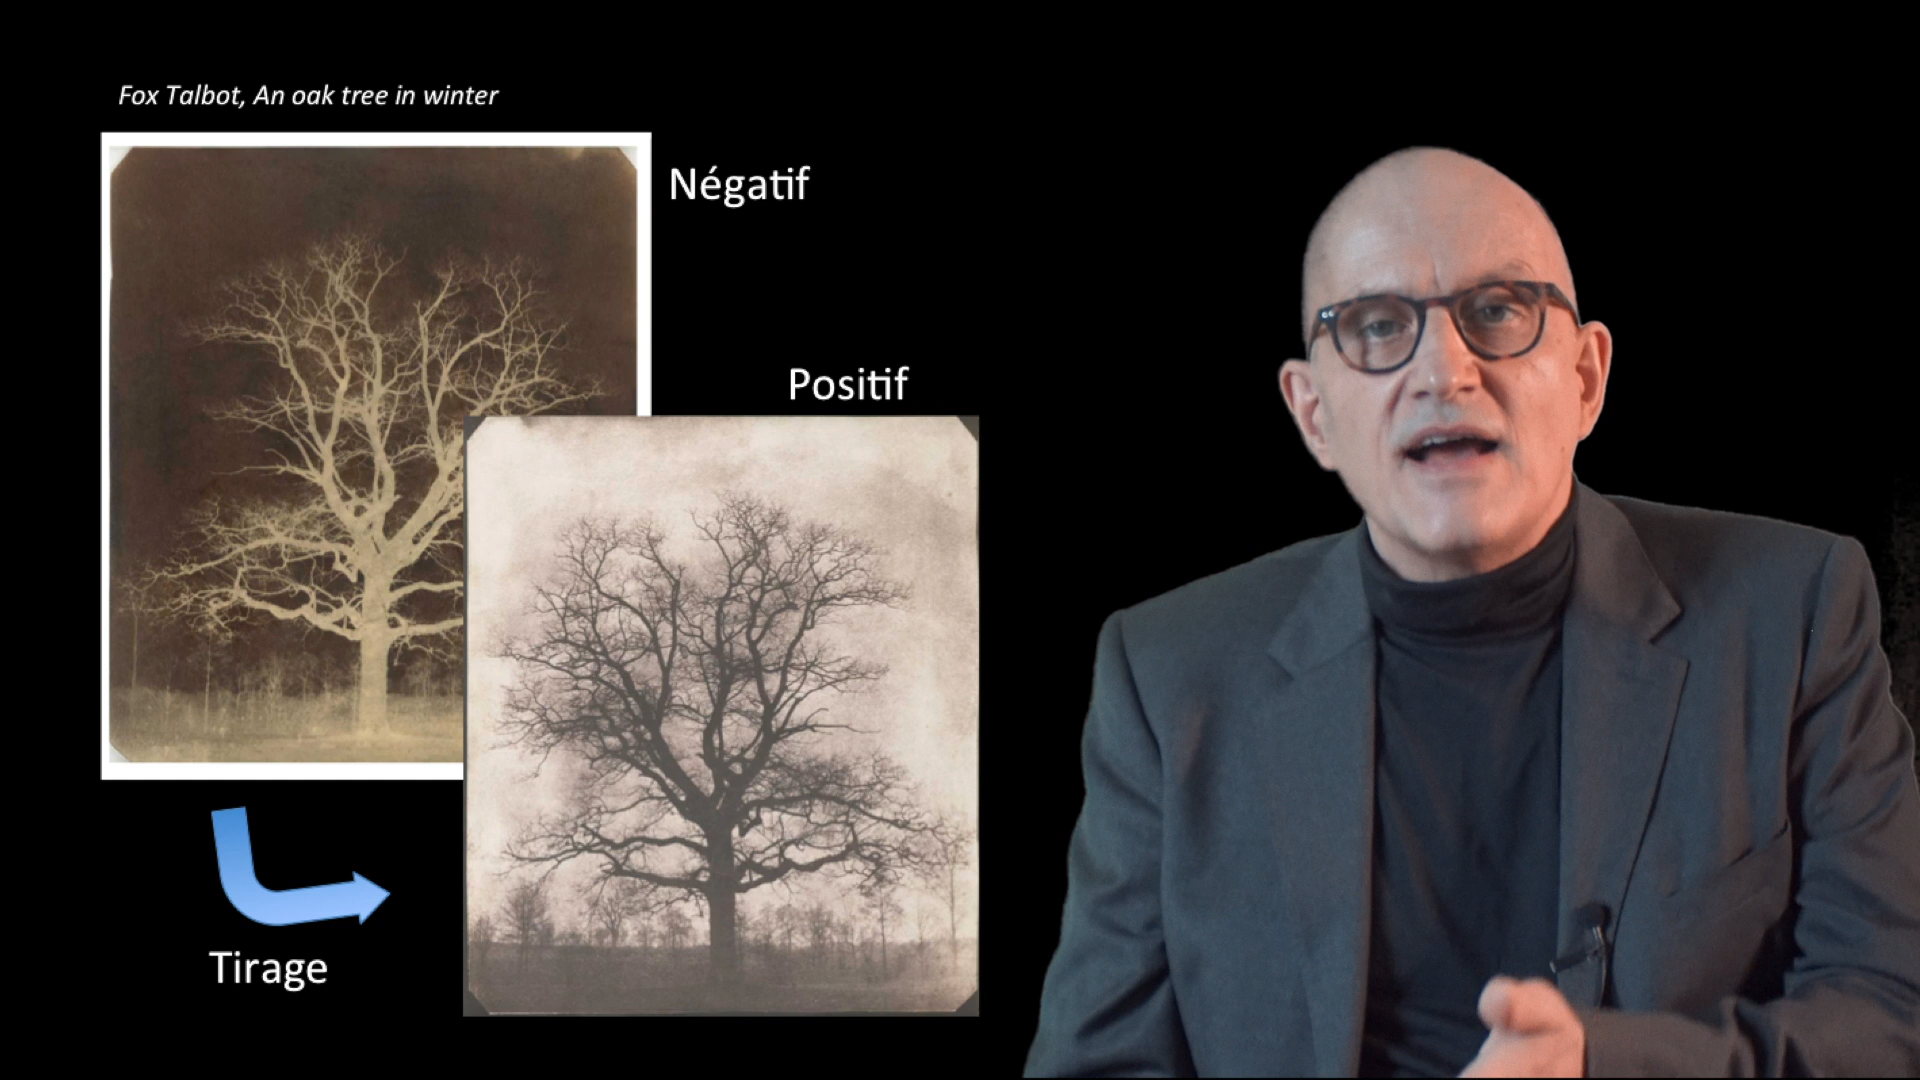 Fox Talbot, An oak tree in winter
Négatif
Positif
Tirage